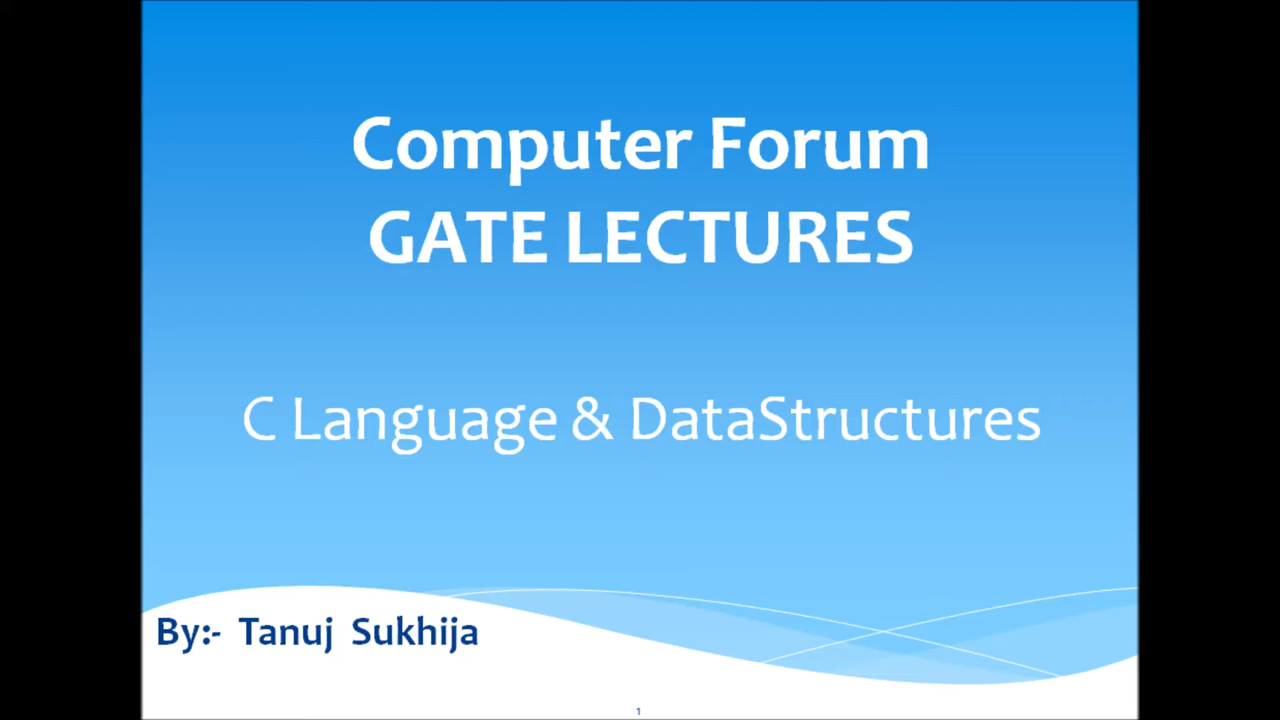 Computer Forum
GATE LECTURES
C Language & DataStructures
By:- Tanuj Sukhija
1